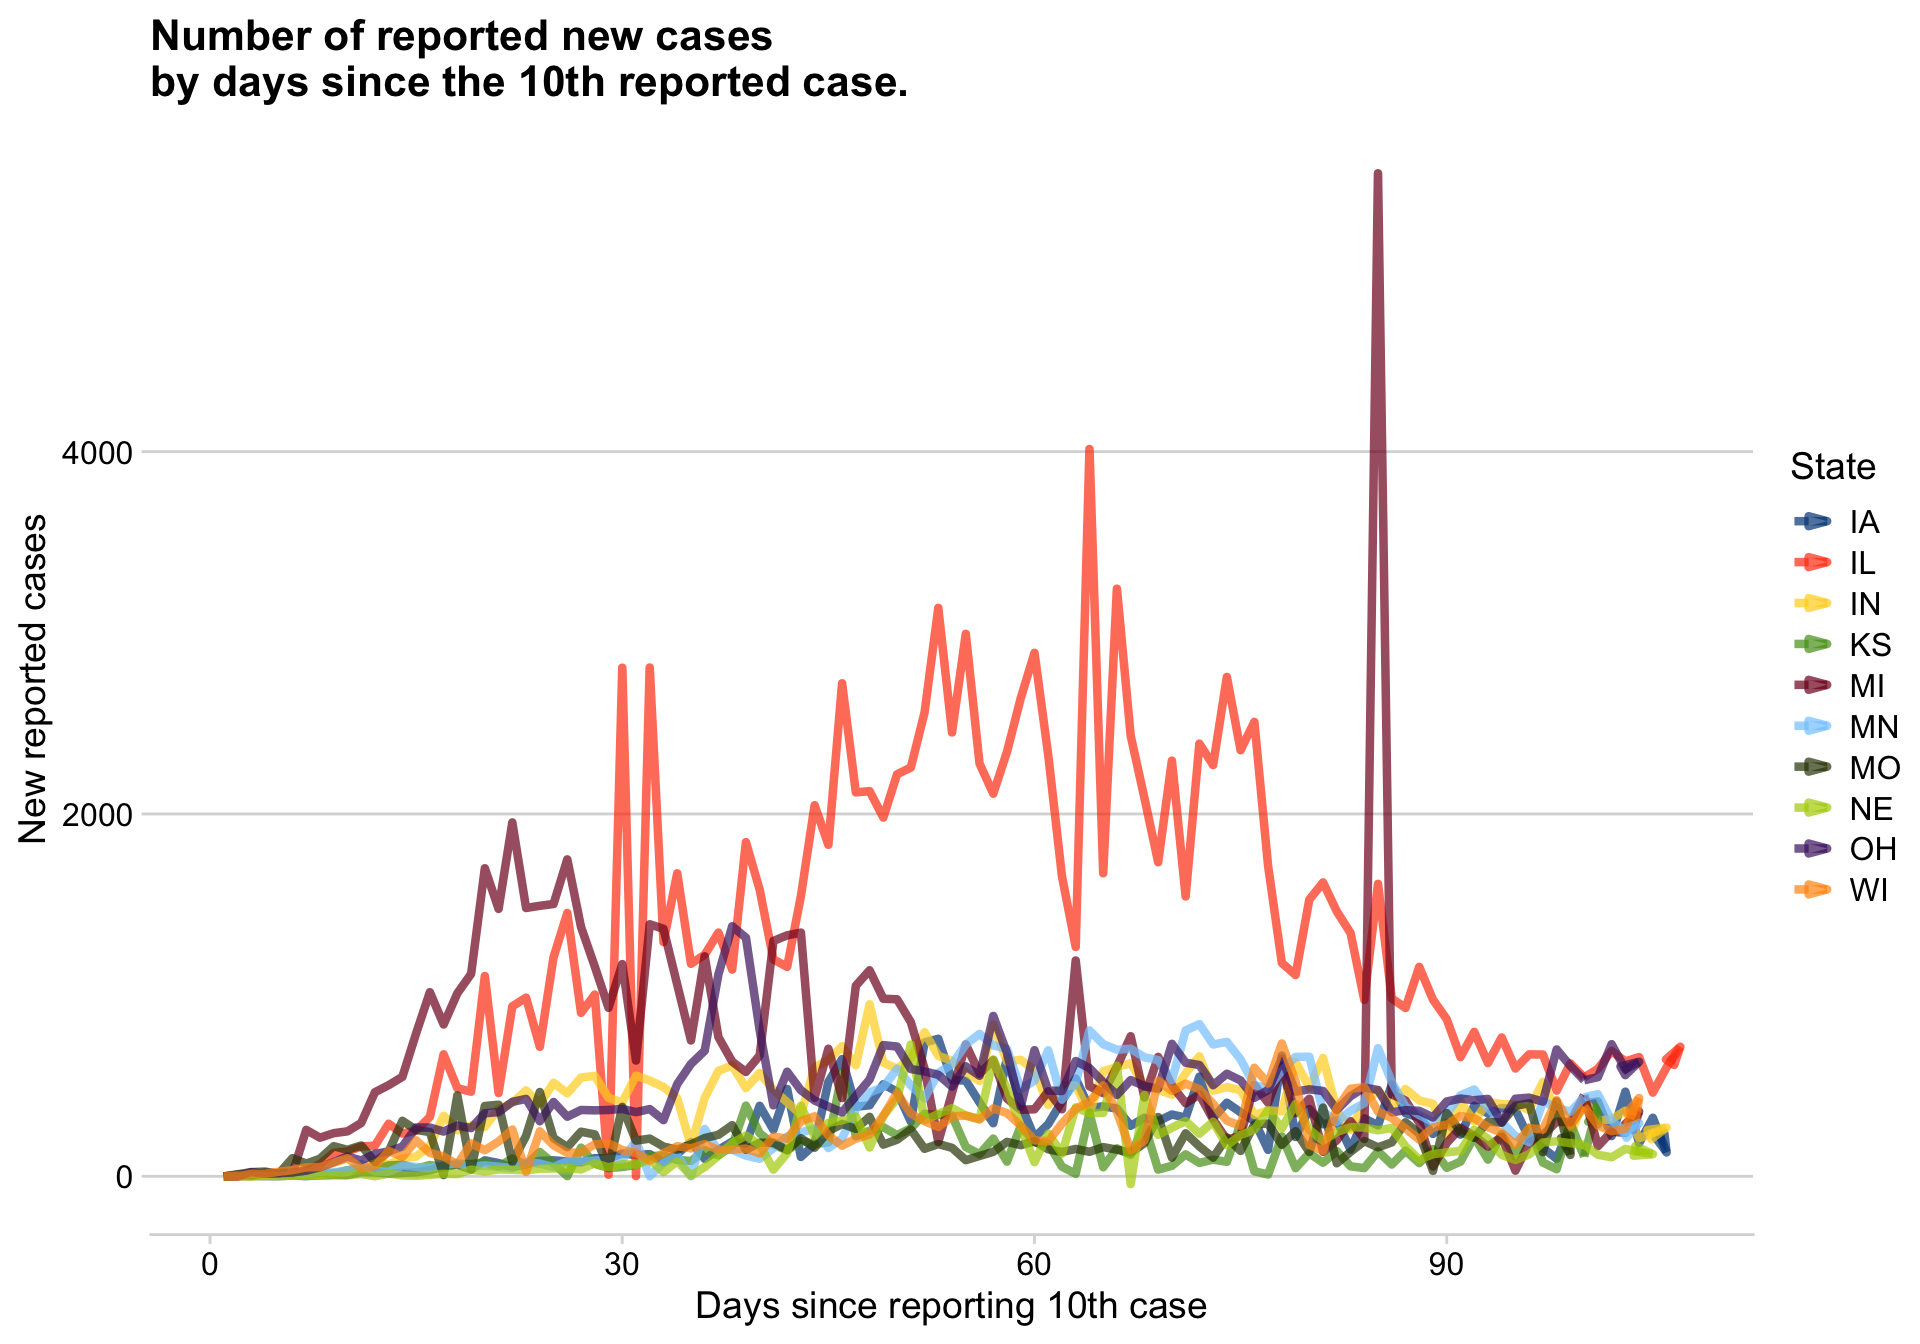 Number of reported new cases
by days since the 10th reported case.
New reported cases
4000
2000
0
0
30
60
90
Days since reporting 10th case
State
IA
IL
IN
KS
MI
MN
MO
NE
OH
WI